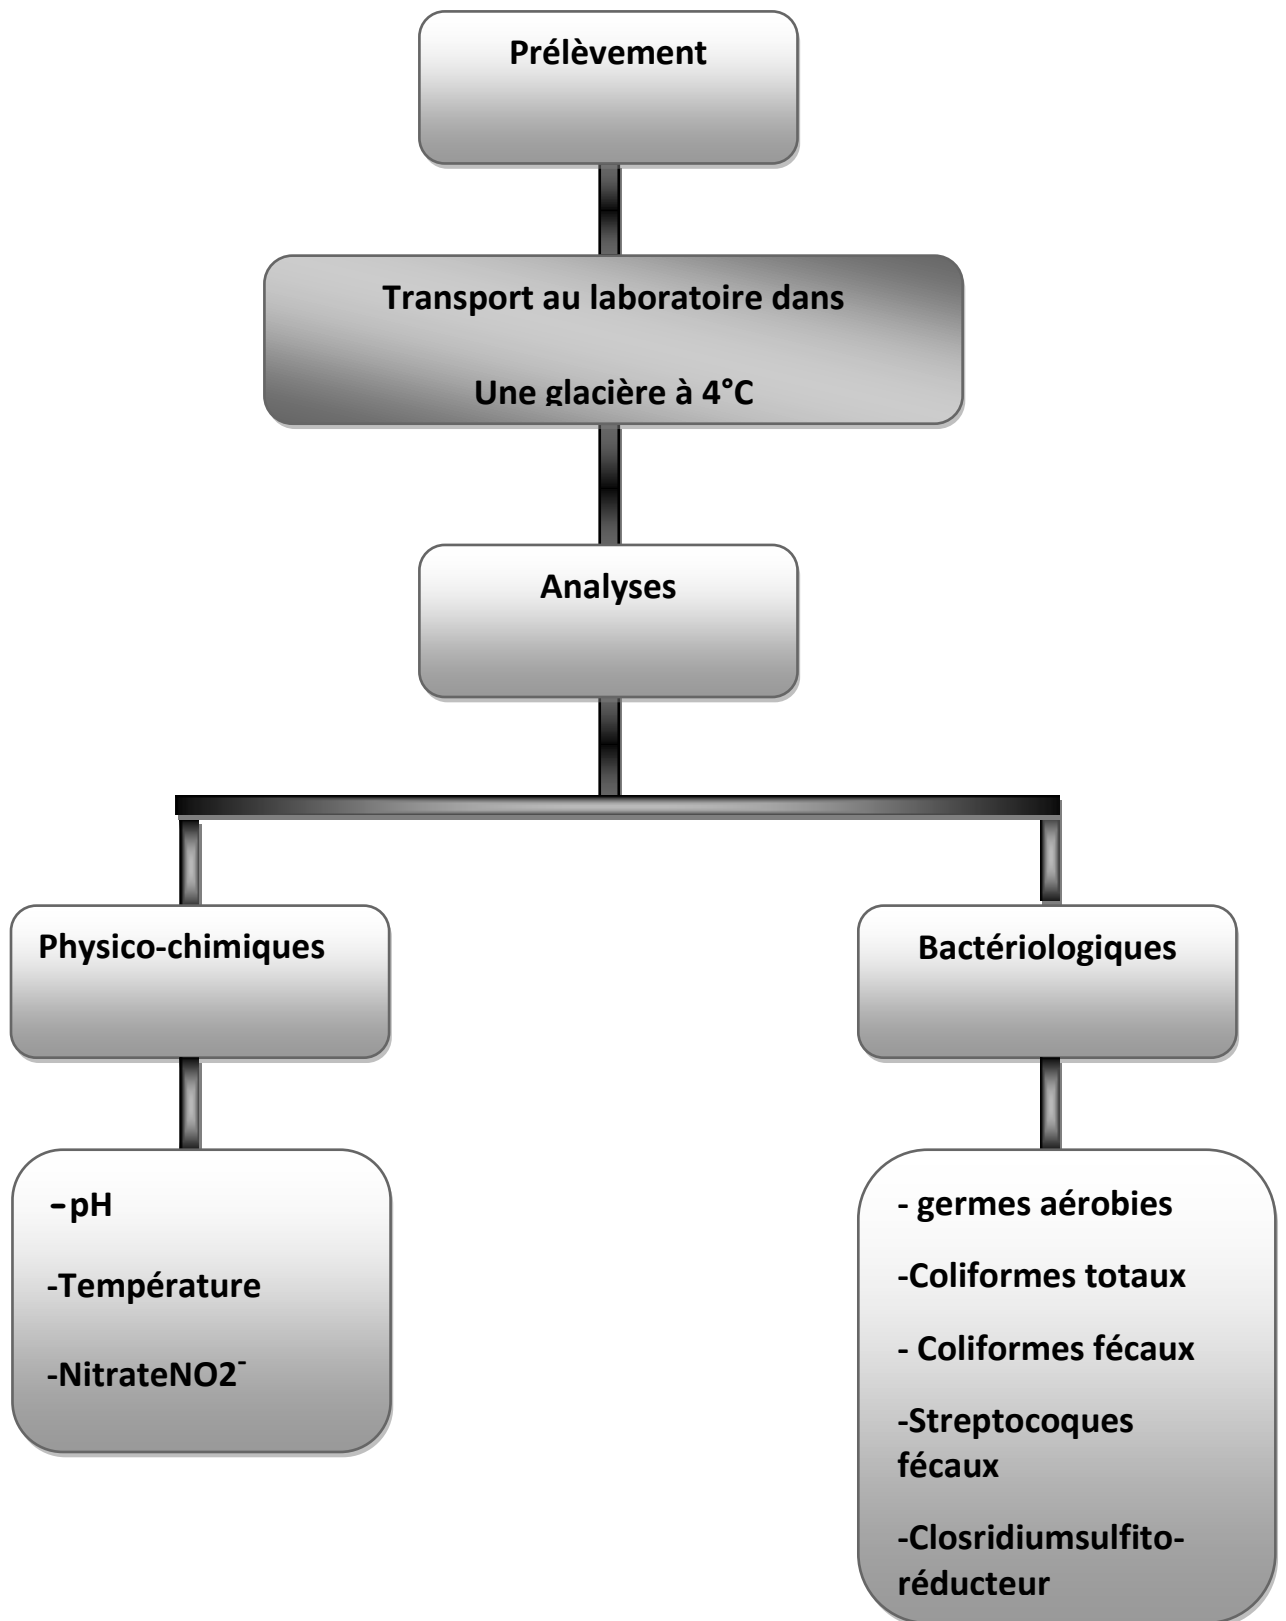 Prélèvement
Transport au laboratoire dans
Une glacière à 4°C
Analyses
Physico-chimiques
Bactériologiques
-pH
-Température
-NitrateNO2⁻
- germes aérobies
-Coliformes totaux
- Coliformes fécaux
-Streptocoques
fécaux
-Closridiumsulfito-
réducteur